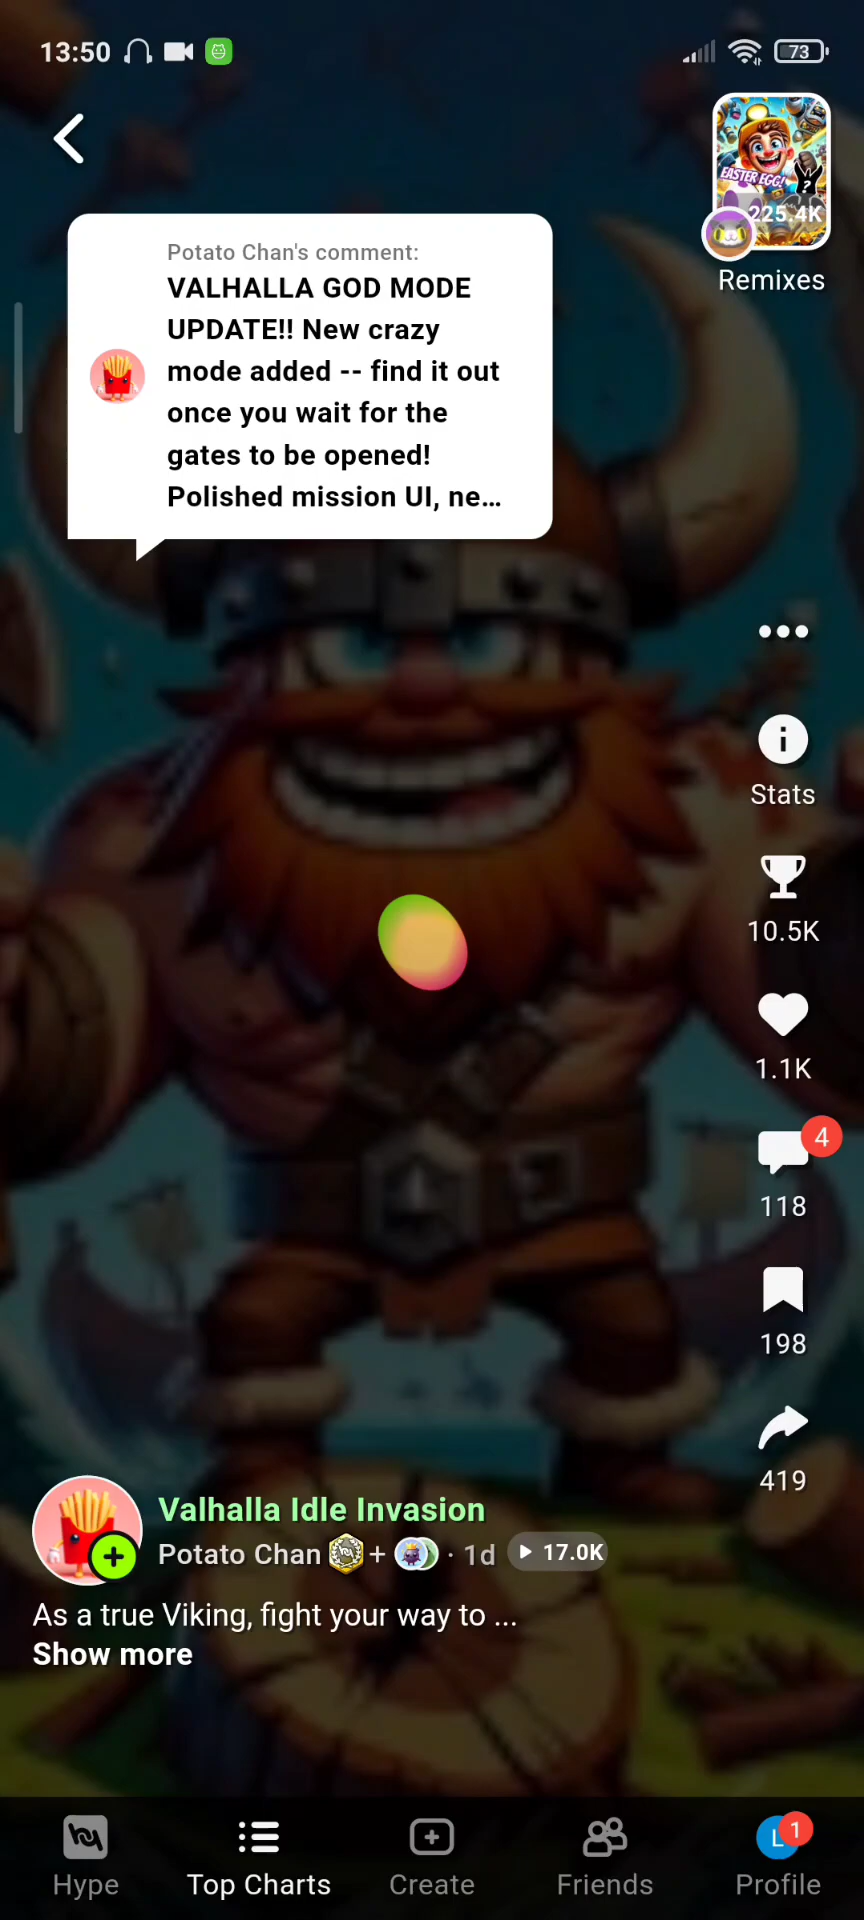 13:50
73
EASTER EGG!
?
225.4K
Remixes
Potato Chan's comment:
VALHALLA GOD MODE
UPDATE!! New crazy
mode added -- find it out
once you wait for the
gates to be opened!
Polished mission UI, ne...
Stats
10.5K
1.1K
4
118
198
419
Valhalla Idle Invasion
Potato Chan + · 1d 17.0K
As a true Viking, fight your way to ...
Show more
L 1
Hype Top Charts Create Friends Profile